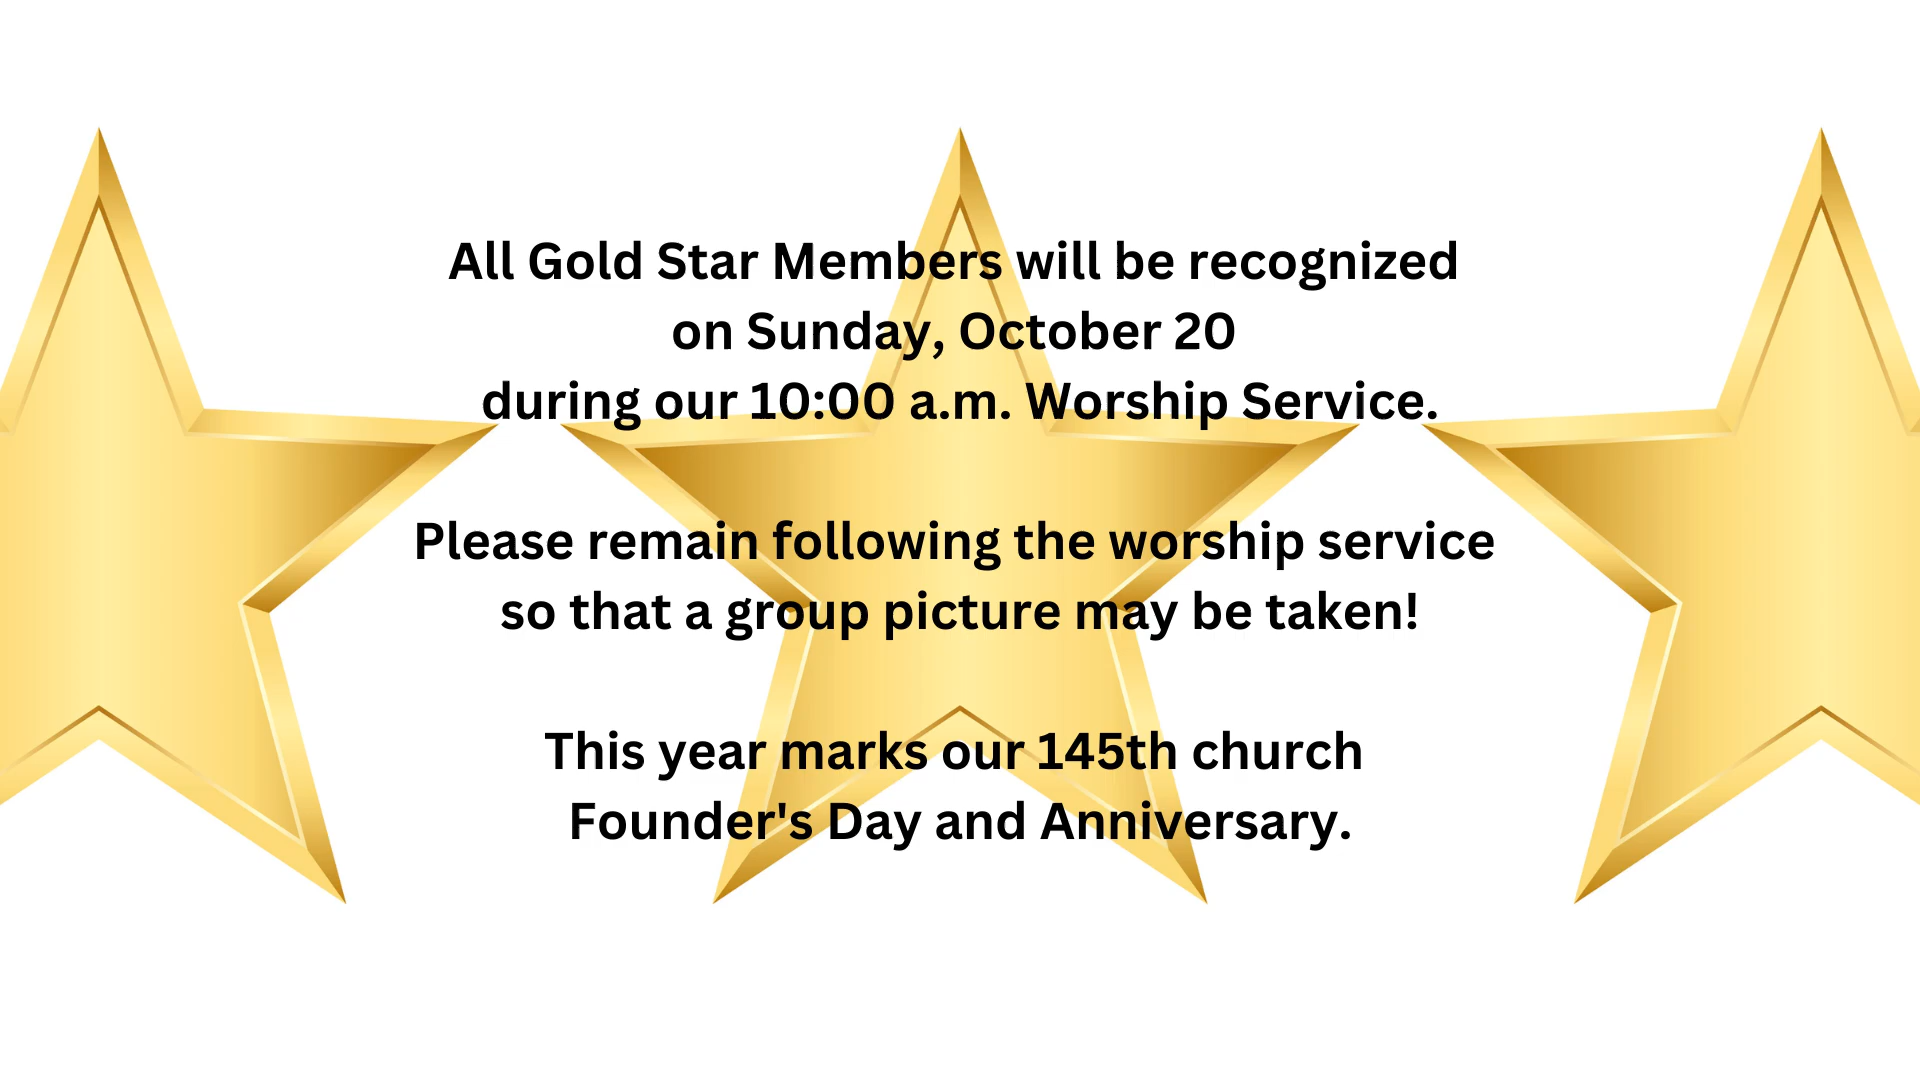 All Gold Star Members will be recognized
on Sunday, October 20
during our 10:00 a.m. Worship Service.
Please remain following the worship service
so that a group picture may be taken!
This year marks our 145th church
Founder's Day and Anniversary.